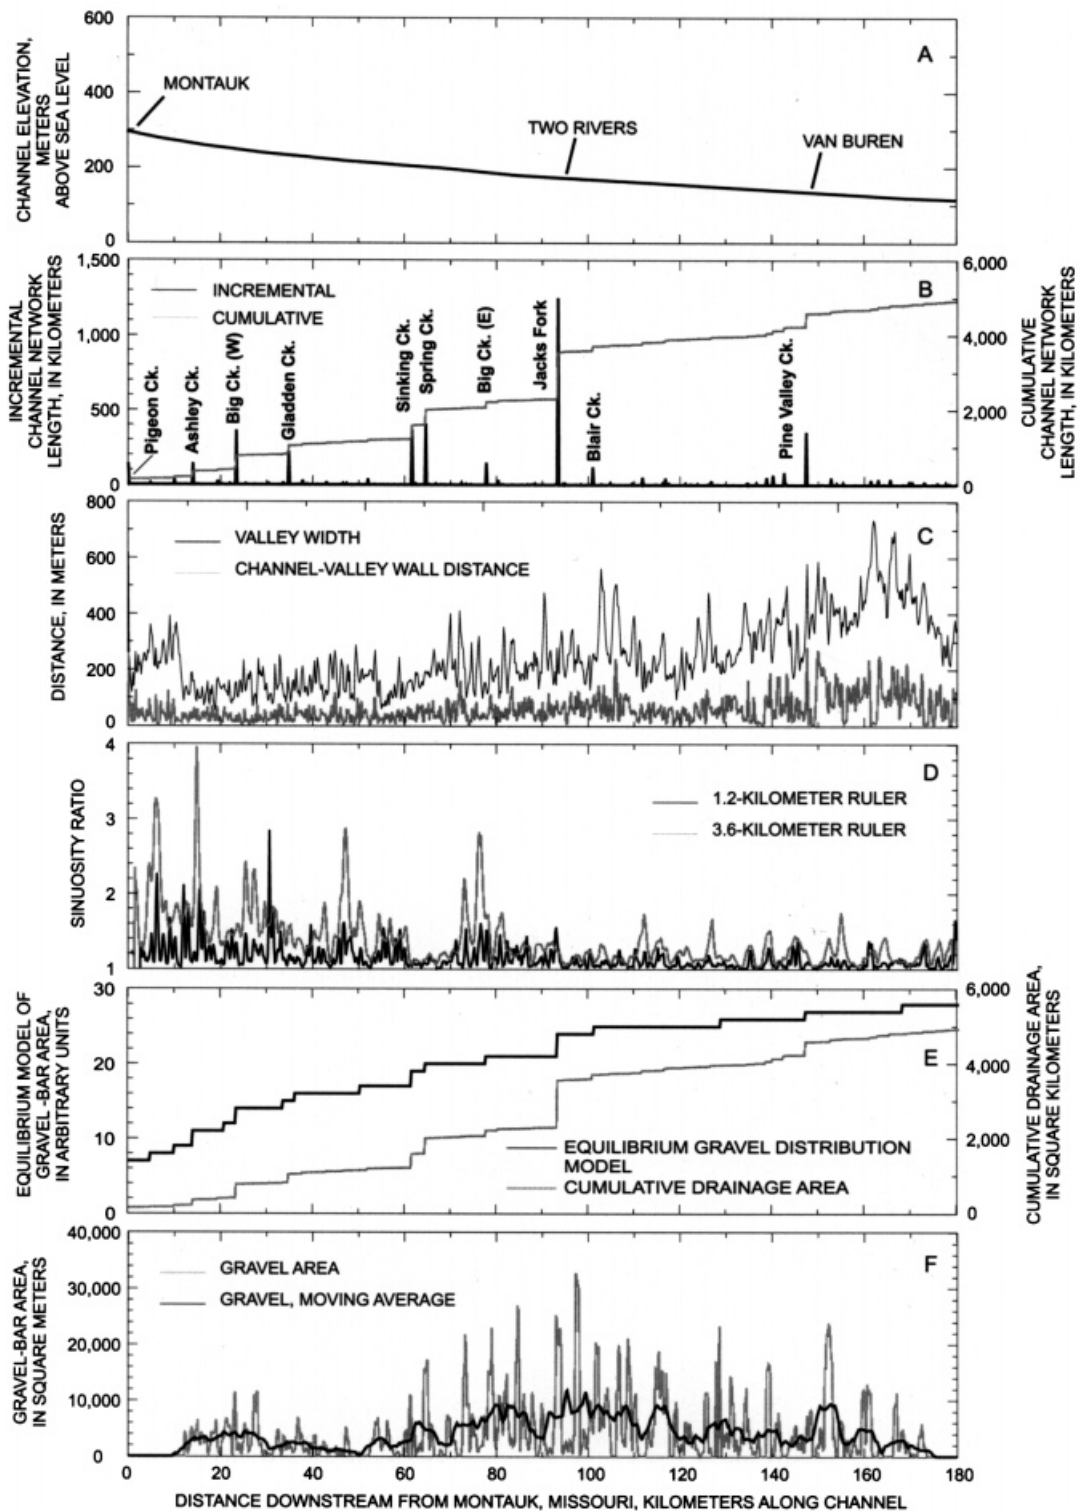 600
400
200
0
CHANNEL ELEVATION,
METERS
ABOVE SEA LEVEL
A
MONTAUK
TWO RIVERS
VAN BUREN
1,500
1,000
500
0
INCREMENTAL
CHANNEL NETWORK
LENGTH, IN KILOMETERS
INCREMENTAL
CUMULATIVE
B
Pigeon Ck.
Ashley Ck.
Big Ck. (W)
Gladden Ck.
Sinking Ck.
Spring Ck.
Big Ck. (E)
Jacks Fork
Blair Ck.
Pine Valley Ck.
6,000
4,000
2,000
0
CUMULATIVE
CHANNEL NETWORK
LENGTH, IN KILOMETERS
800
600
400
200
0
DISTANCE, IN METERS
VALLEY WIDTH
CHANNEL-VALLEY WALL DISTANCE
C
4
3
2
1
SINUOSITY RATIO
D
1.2-KILOMETER RULER
3.6-KILOMETER RULER
30
20
10
0
EQUILIBRIUM MODEL OF
GRAVEL -BAR AREA,
IN ARBITRARY UNITS
E
EQUILIBRIUM GRAVEL DISTRIBUTION
MODEL
CUMULATIVE DRAINAGE AREA
6,000
4,000
2,000
0
CUMULATIVE DRAINAGE AREA,
IN SQUARE KILOMETERS
40,000
30,000
20,000
10,000
0
GRAVEL-BAR AREA,
IN SQUARE METERS
GRAVEL AREA
GRAVEL, MOVING AVERAGE
F
0 20 40 60 80 100 120 140 160 180
DISTANCE DOWNSTREAM FROM MONTAUK, MISSOURI, KILOMETERS ALONG CHANNEL